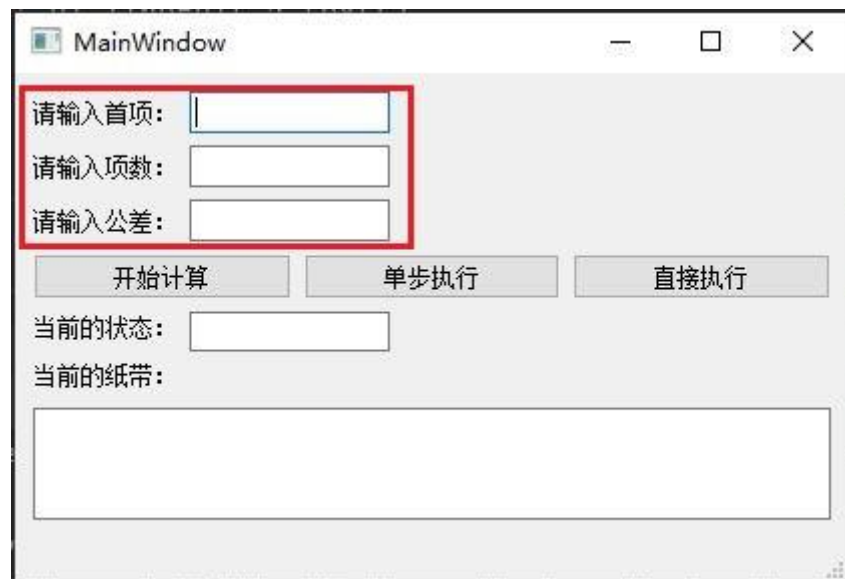 MainWindow
请输入首项：
请输入项数：
请输入公差：
开始计算 单步执行 直接执行
当前的状态：
当前的纸带：